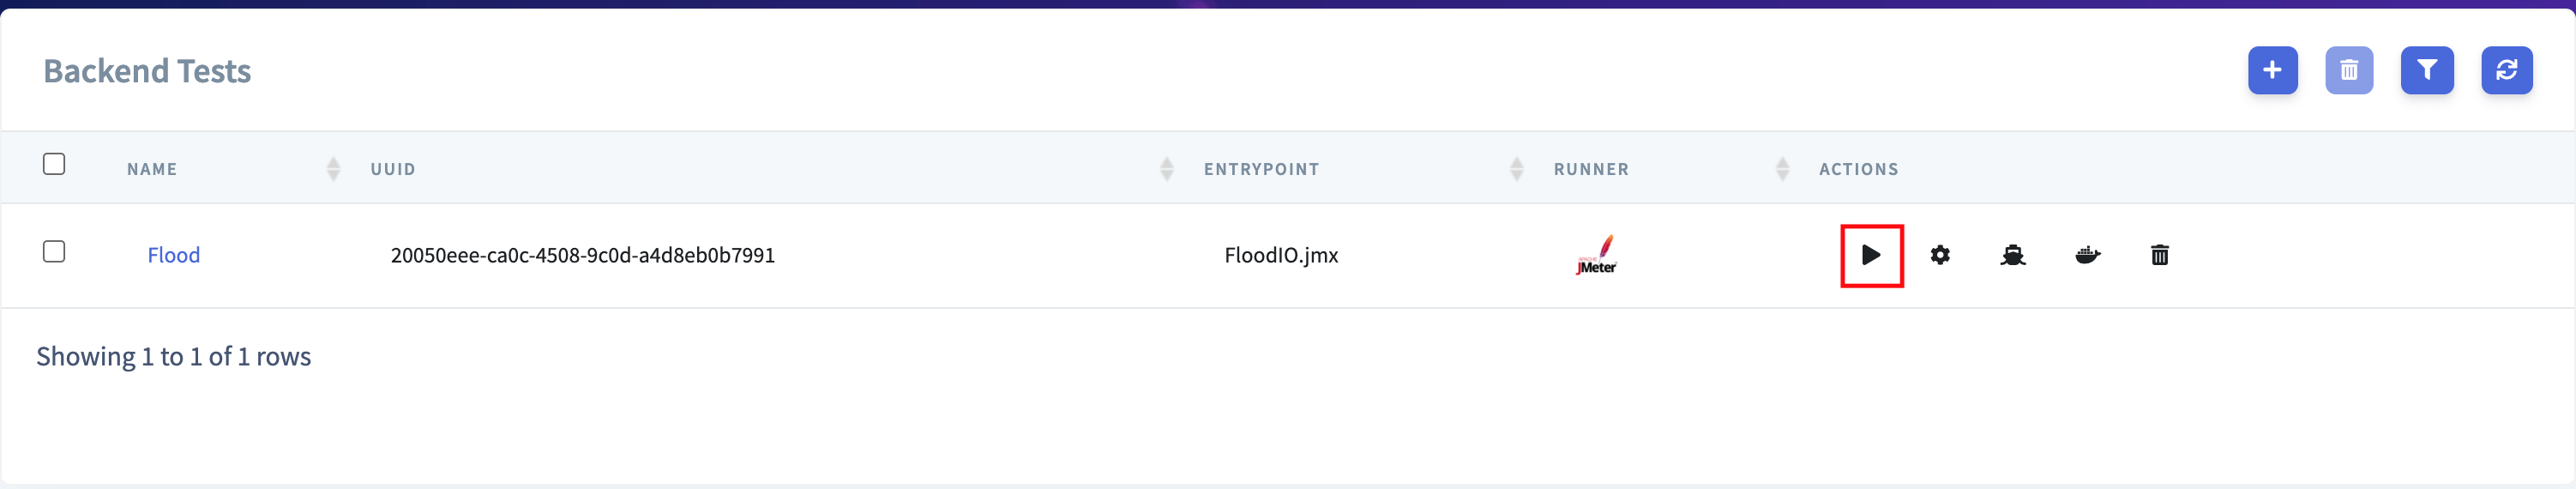 Backend Tests
NAME UUID ENTRYPOINT RUNNER ACTIONS
Flood 20050eee-ca0c-4508-9c0d-a4d8eb0b7991 FloodIO.jmx APACHE JMeter
Showing 1 to 1 of 1 rows